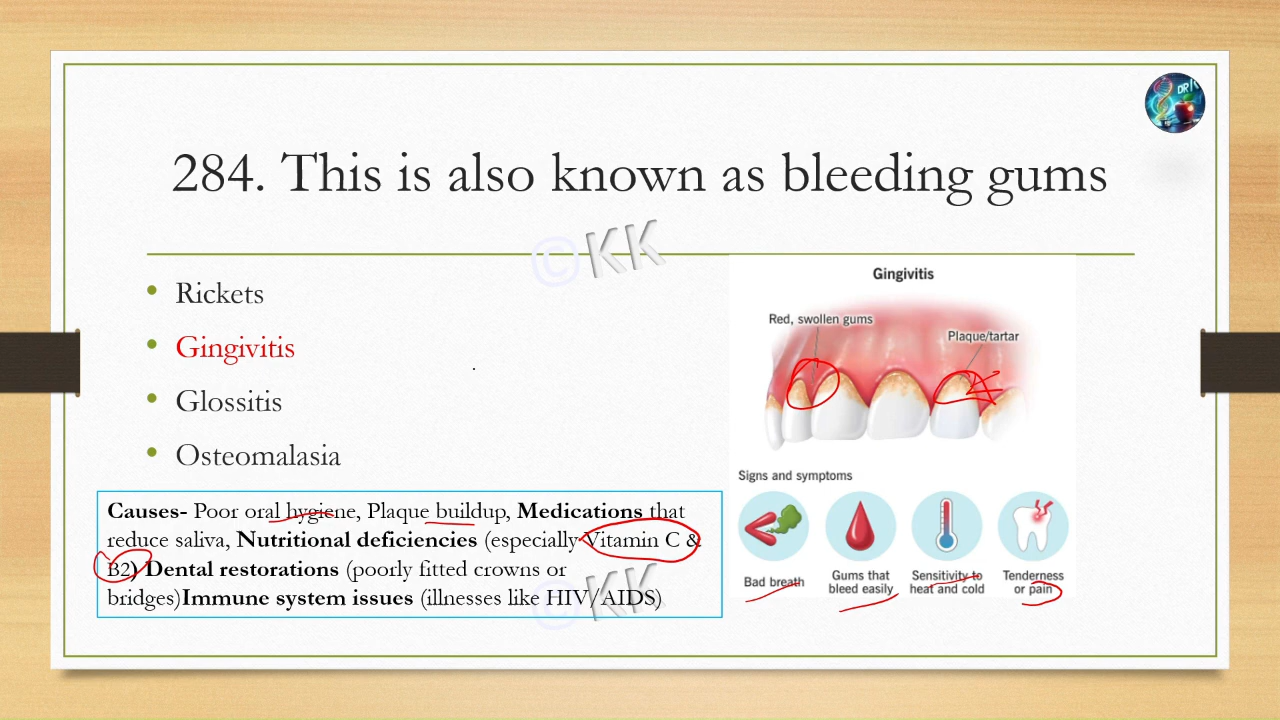 DR/
284. This is also known as bleeding gums
©KK
• Rickets
• Gingivitis
• Glossitis
• Osteomalasia
Causes- Poor oral hygiene, Plaque buildup, Medications that
reduce saliva, Nutritional deficiencies (especially Vitamin C &
B2) Dental restorations (poorly fitted crowns or
bridges)Immune system issues (illnesses like HIV/AIDS)
©KK
Gingivitis
Red, swollen gums
Plaque/tartar
Signs and symptoms
Bad breath
Gums that
bleed easily
Sensitivity to
heat and cold
Tenderness
or pain